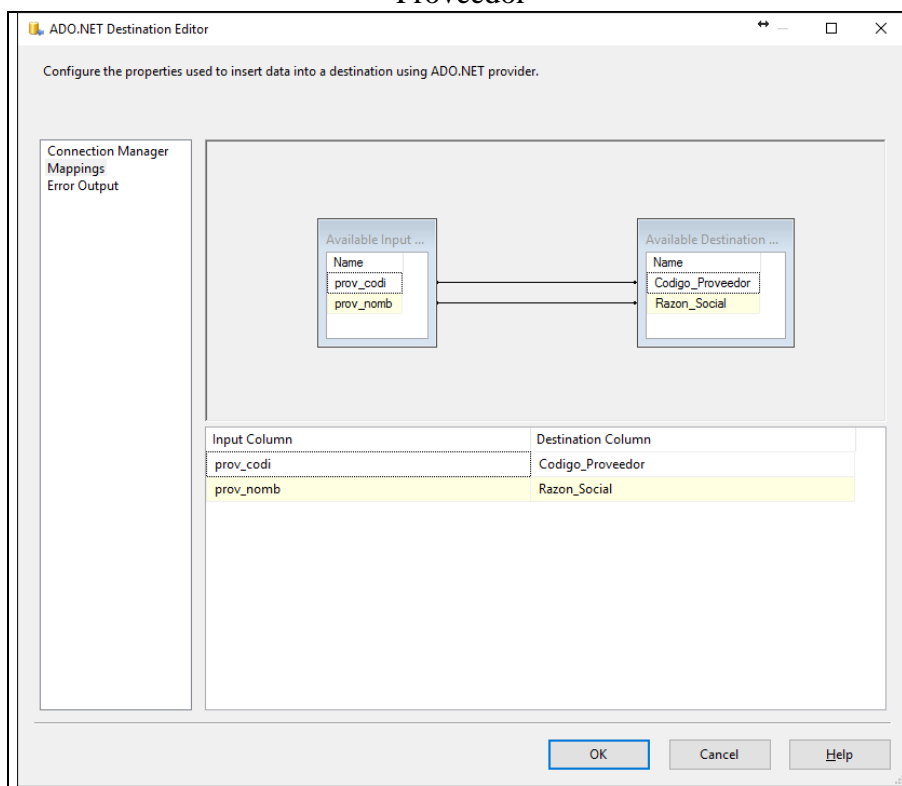 Proveedor
ADO.NET Destination Editor
Configure the properties used to insert data into a destination using ADO.NET provider.
Connection Manager
Mappings
Error Output
Available Input ...
Name
prov_codi
prov_nomb
Available Destination ...
Name
Codigo_Proveedor
Razon_Social
Input Column Destination Column
prov_codi Codigo_Proveedor
prov_nomb Razon_Social
OK Cancel Help